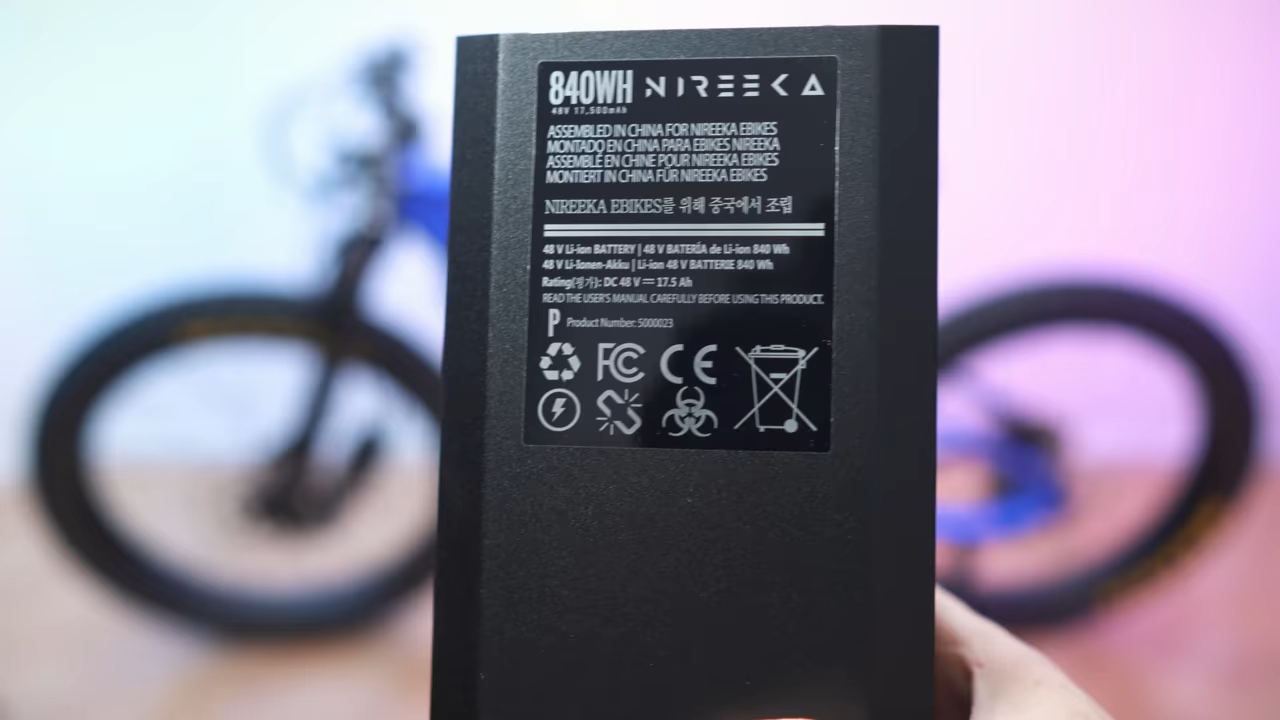 840WH NIREEKA
48V 17,500mAh
ASSEMBLED IN CHINA FOR NIREEKA EBIKES
MONTADO EN CHINA PARA EBIKES NIREEKA
ASSEMBLÉ EN CHINE POUR NIREEKA EBIKES
MONTIERT IN CHINA FÜR NIREEKA EBIKES
NIREEKA EBIKES를 위해 중국에서 조립
48 V Li-ion BATTERY | 48 V BATERÍA de Li-ion 840 Wh
48 V Li-Ionen-Akku | Li-ion 48 V BATTERIE 840 Wh
Rating(평가): DC 48 V ⎓ 17.5 Ah
READ THE USER'S MANUAL CAREFULLY BEFORE USING THIS PRODUCT.
P Product Number: 5000023
FC CE